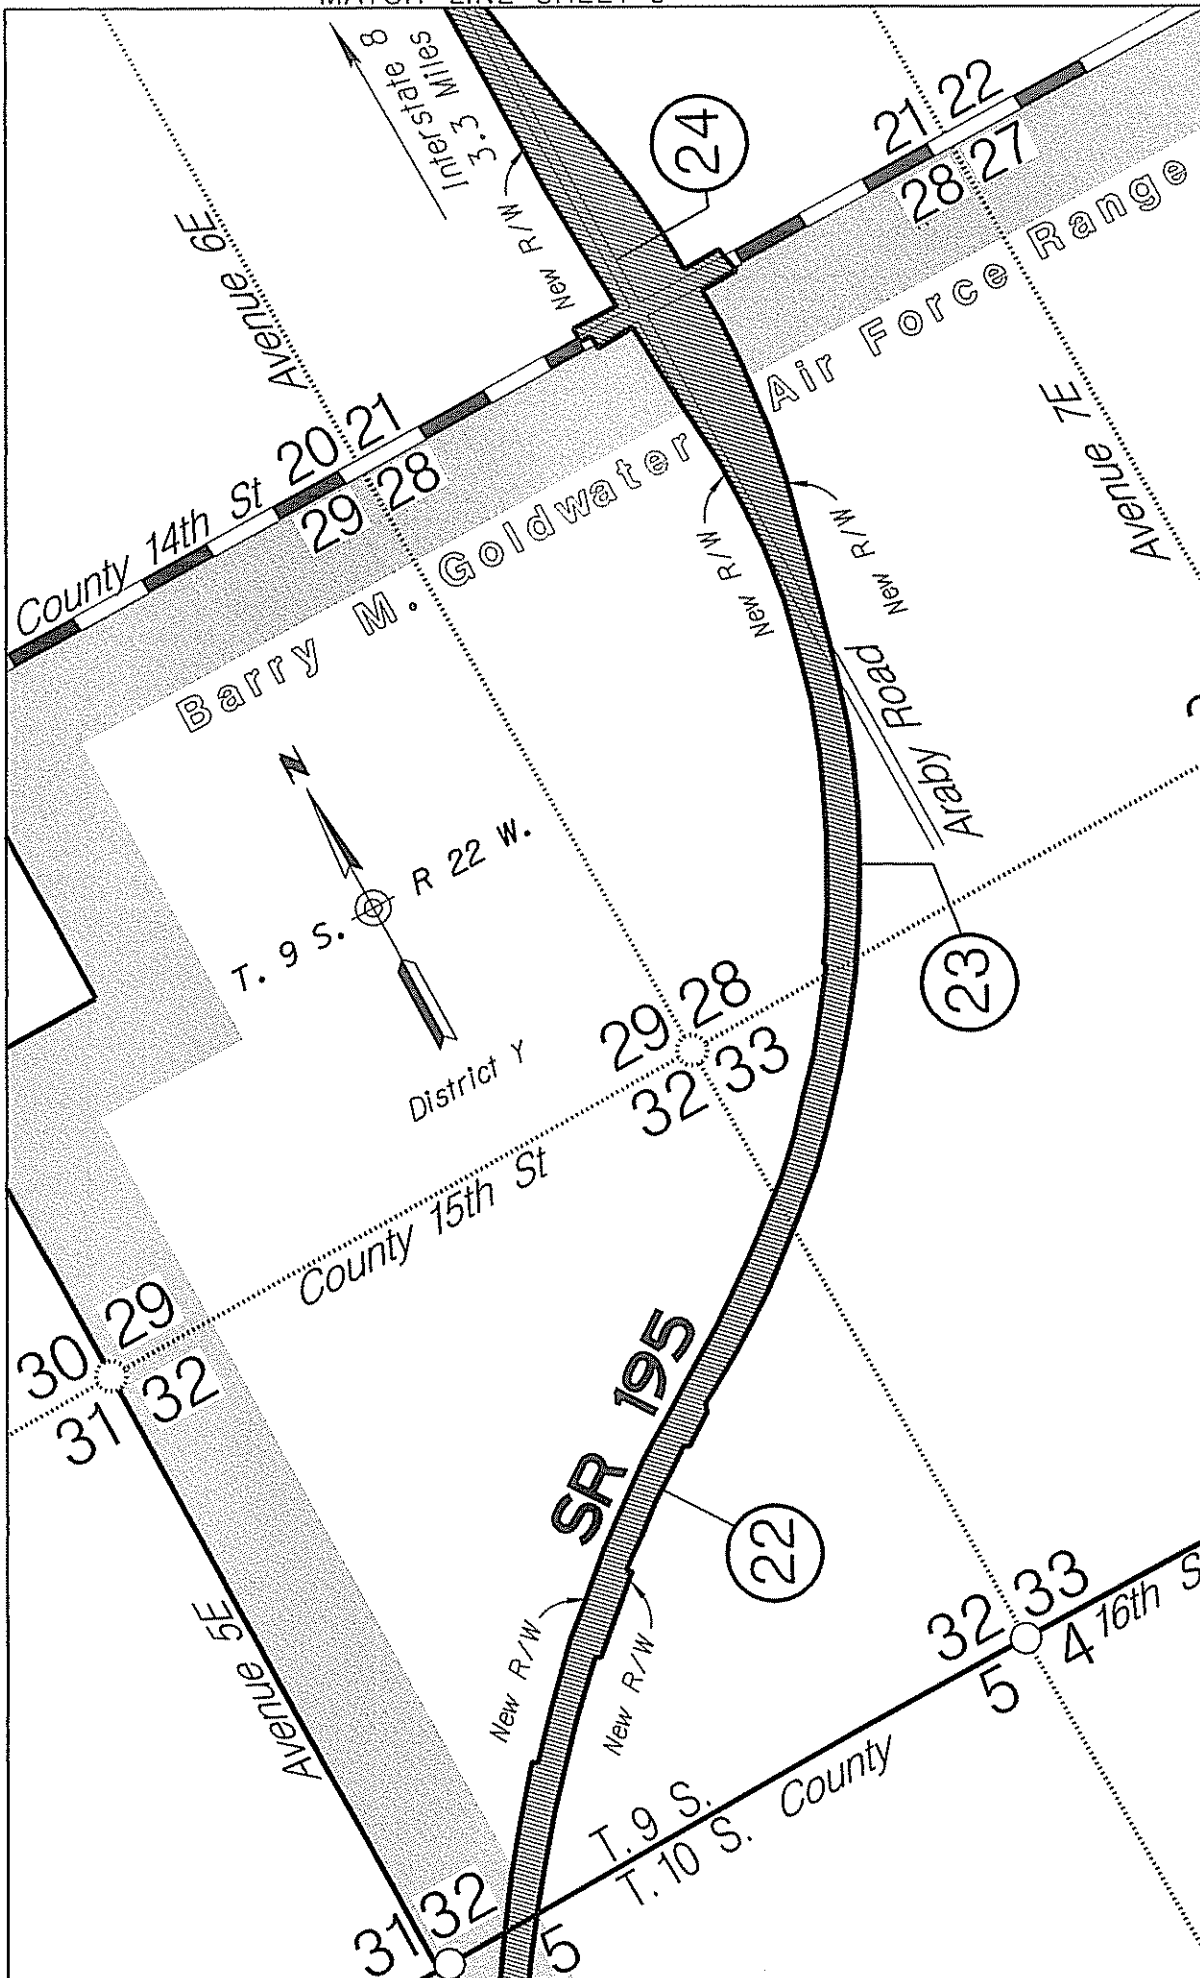 Interstate 8
3.3 Miles
New R/W
24
21 22
28 27
Avenue 6E
County 14th St
20 21
29 28
Barry M. Goldwater Air Force Range
Avenue 7E
New R/W
New R/W
Araby Road
N
T. 9 S. R 22 W.
District Y
23
29 28
32 33
County 15th St
30 29
31 32
SR 195
22
Avenue 5E
New R/W
New R/W
32 33
5 4
County 16th
T. 9 S.
T. 10 S.
31 32
5